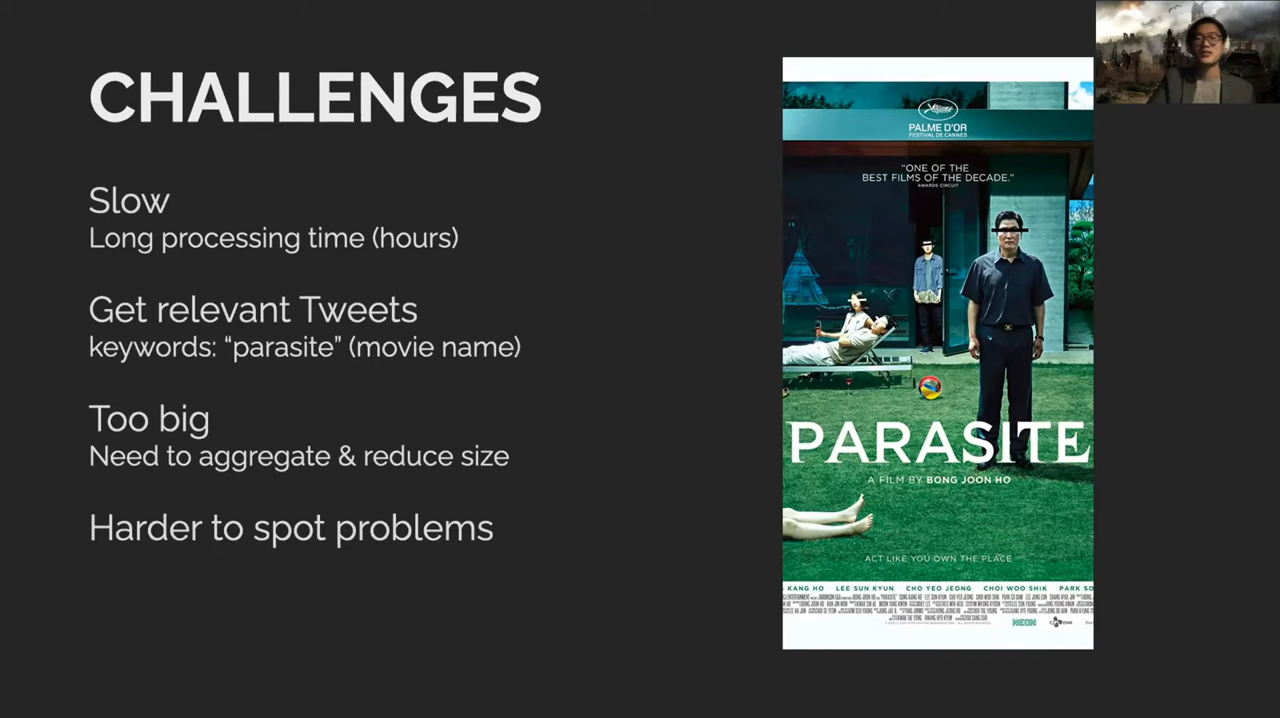 CHALLENGES
Slow
Long processing time (hours)
Get relevant Tweets
keywords: “parasite” (movie name)
Too big
Need to aggregate & reduce size
Harder to spot problems
PALME D'OR
FESTIVAL DE CANNES
“ONE OF THE
BEST FILMS OF THE DECADE.”
AWARDS CIRCUIT
PARASITE
A FILM BY BONG JOON HO
ACT LIKE YOU OWN THE PLACE
KANG HO LEE SUN KYUN CHO YEO JEONG CHOI WOO SHIK PARK SO
NEON